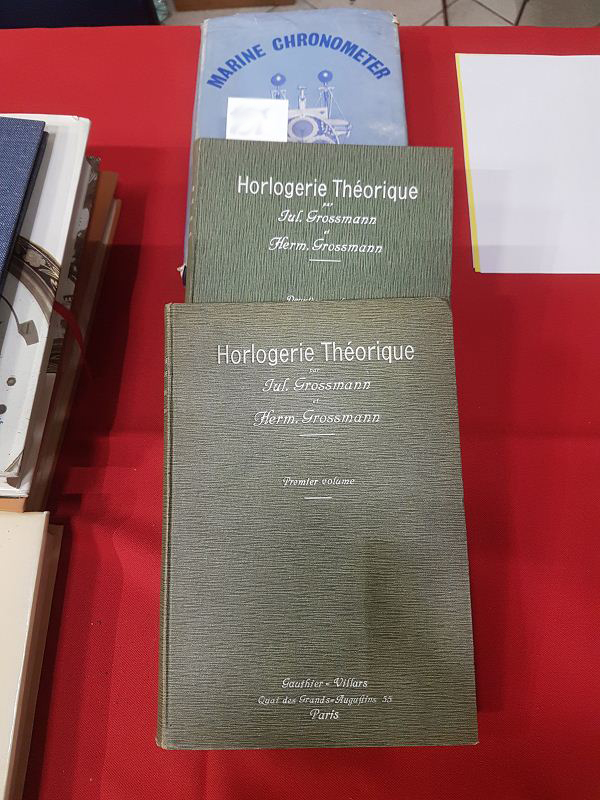 MARINE CHRONOMETER
Horlogerie Théorique
par
Jul. Grossmann
et
Herm. Grossmann
Horlogerie Théorique
par
Jul. Grossmann
et
Herm. Grossmann
Premier volume
Gauthier-Villars
Quai des Grands-Augustins 55
Paris